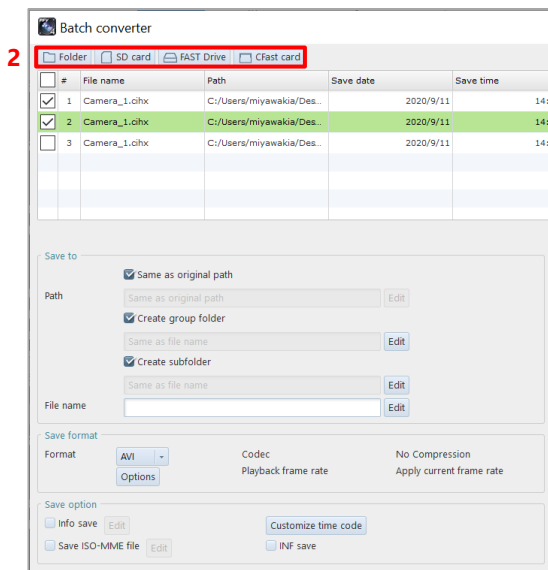 Batch converter
2
Folder SD card FAST Drive CFast card
# File name Path Save date Save time
1 Camera_1.cihx C:/Users/miyawakia/Des... 2020/9/11 14:
2 Camera_1.cihx C:/Users/miyawakia/Des... 2020/9/11 14:
3 Camera_1.cihx C:/Users/miyawakia/Des... 2020/9/11 14:
Save to
Same as original path
Path Same as original path Edit
Create group folder
Same as file name Edit
Create subfolder
Same as file name Edit
File name Edit
Save format
Format AVI Codec No Compression
Options Playback frame rate Apply current frame rate
Save option
Info save Edit Customize time code
Save ISO-MME file Edit INF save